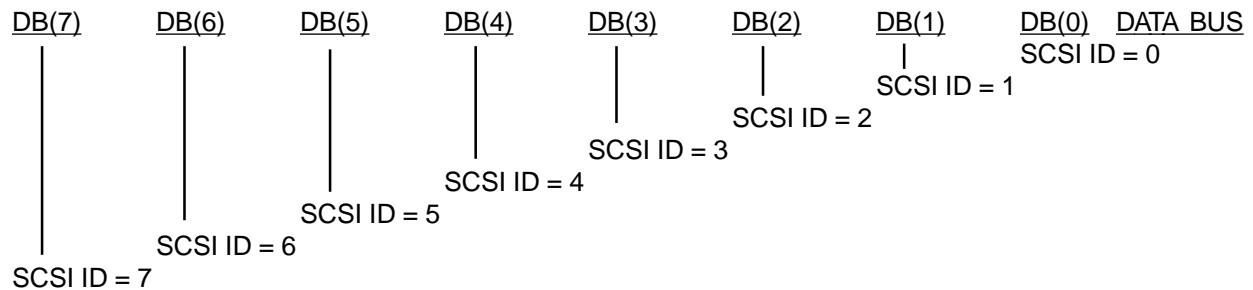 DB(7) DB(6) DB(5) DB(4) DB(3) DB(2) DB(1) DB(0) DATA BUS
SCSI ID = 0
SCSI ID = 1
SCSI ID = 2
SCSI ID = 3
SCSI ID = 4
SCSI ID = 5
SCSI ID = 6
SCSI ID = 7